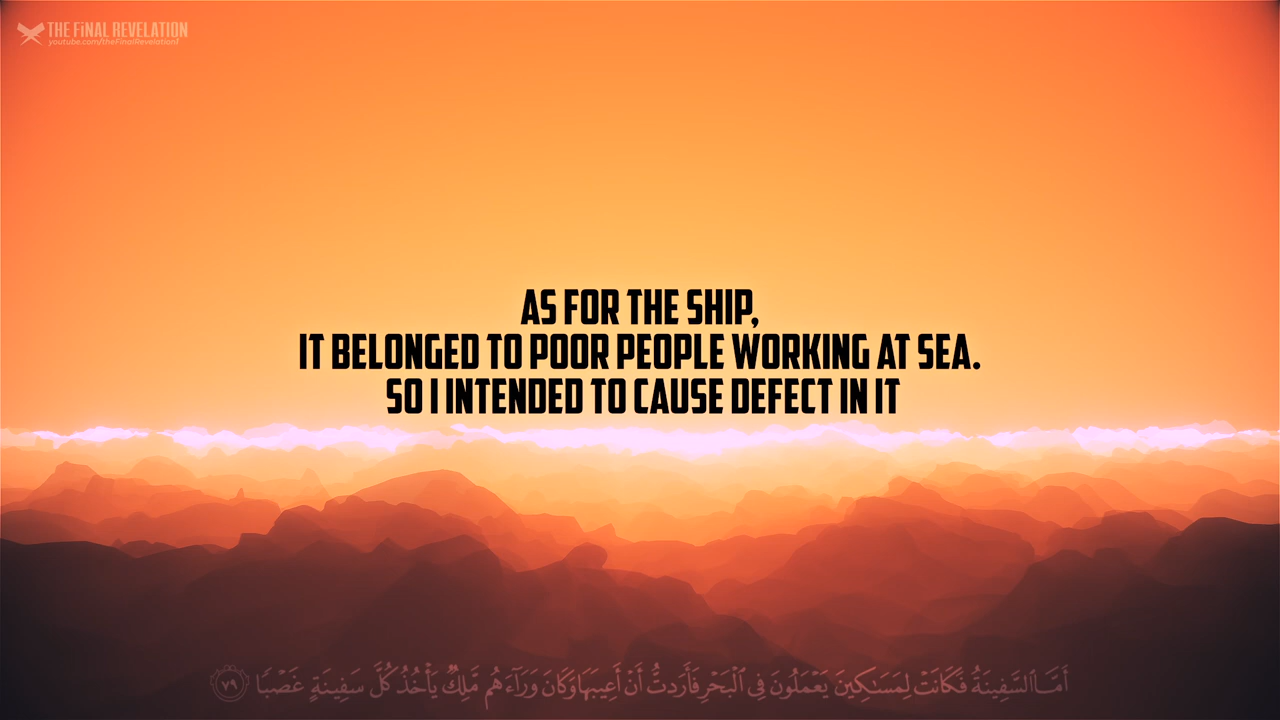 THE FiNAL REVELATION
youtube.com/theFinalRevelation1
AS FOR THE SHIP,
IT BELONGED TO POOR PEOPLE WORKING AT SEA.
SO I INTENDED TO CAUSE DEFECT IN IT
أَمَّا ٱلسَّفِينَةُ فَكَانَتْ لِمَسَـٰكِينَ يَعْمَلُونَ فِى ٱلْبَحْرِ فَأَرَدتُّ أَنْ أَعِيبَهَا وَكَانَ وَرَآءَهُم مَّلِكٌ يَأْخُذُ كُلَّ سَفِينَةٍ غَصْبًا ٧٩